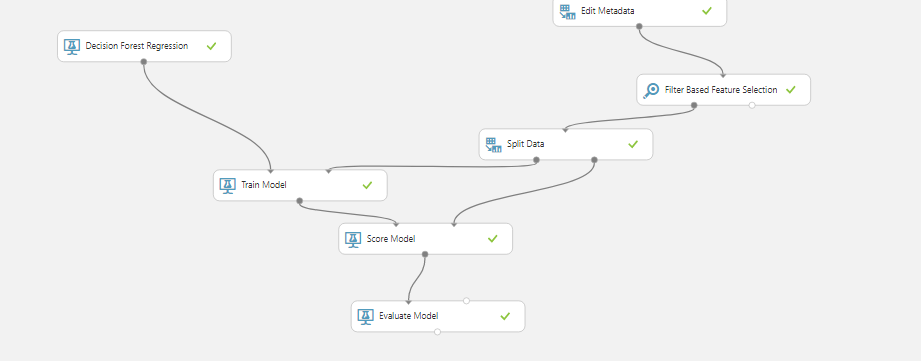 Edit Metadata
Decision Forest Regression
Filter Based Feature Selection
Split Data
Train Model
Score Model
Evaluate Model